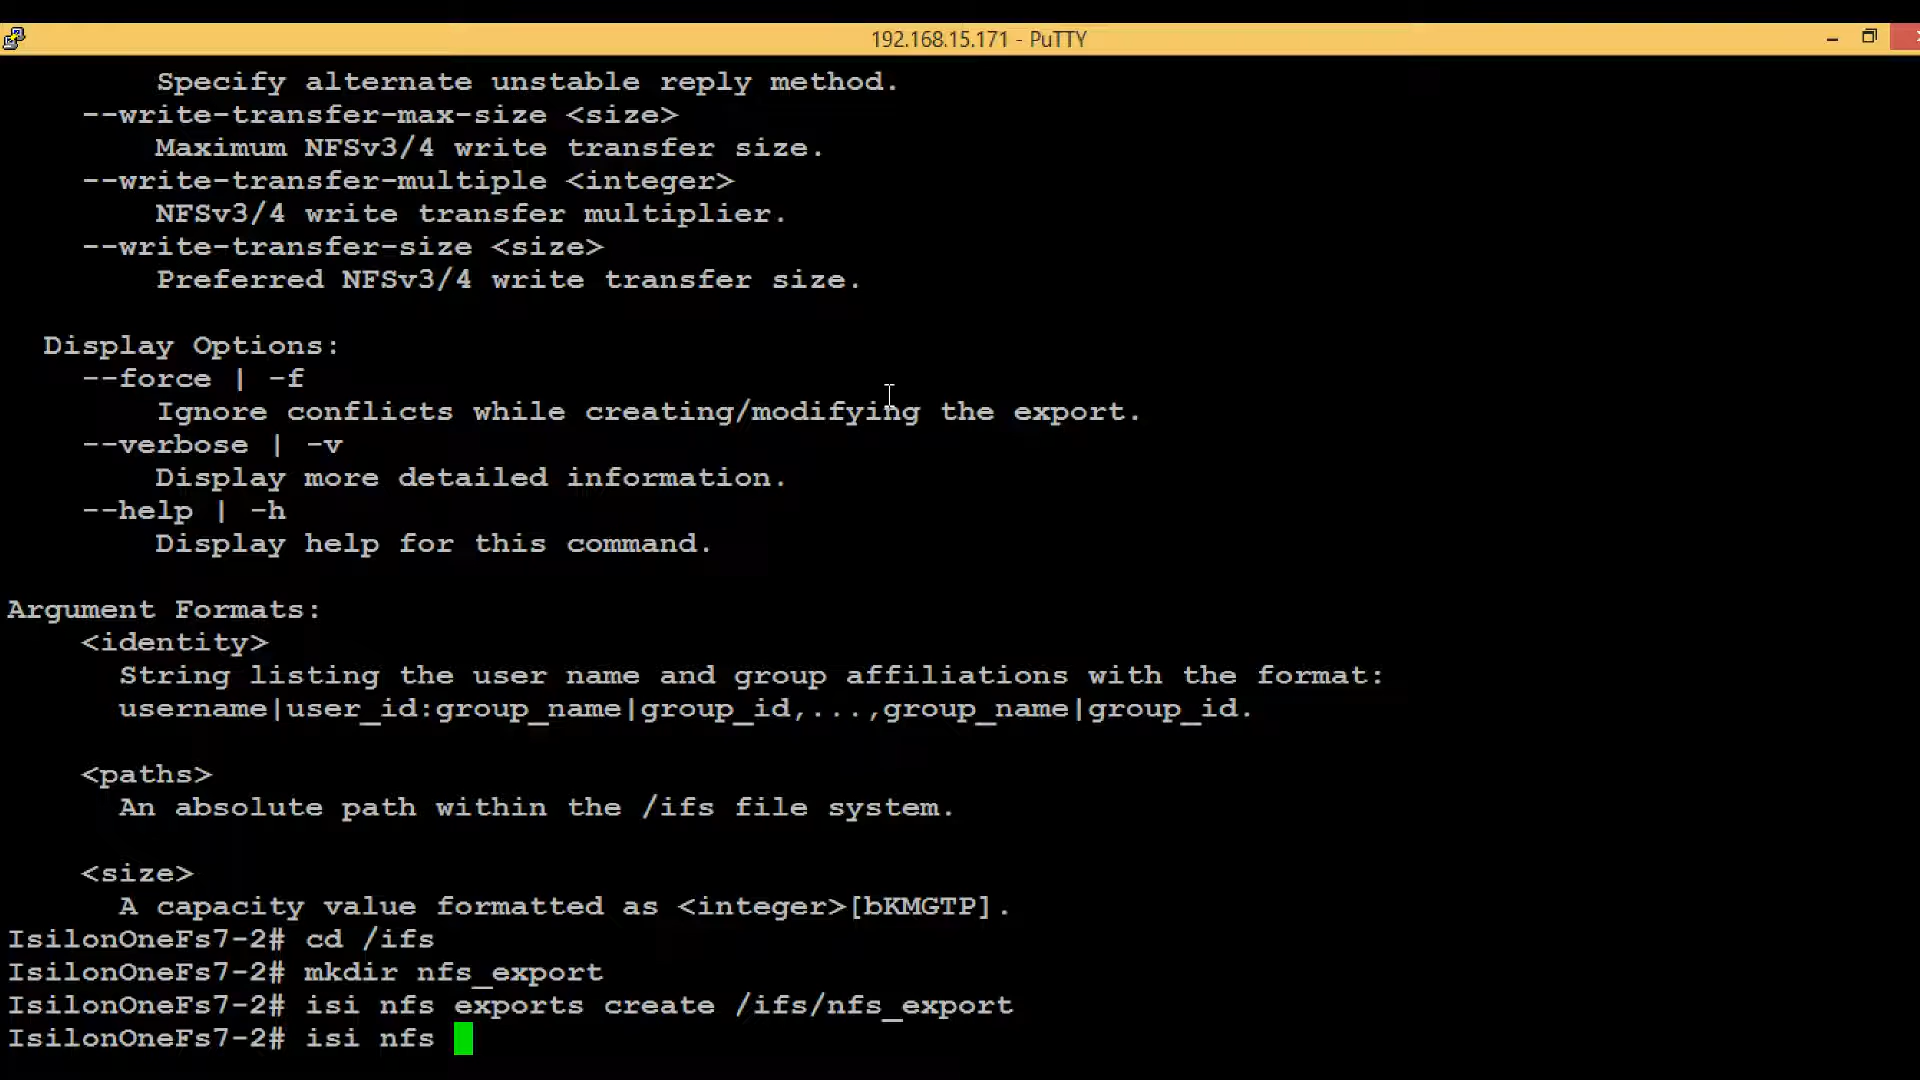 192.168.15.171 - PuTTY
Specify alternate unstable reply method.
--write-transfer-max-size <size>
Maximum NFSv3/4 write transfer size.
--write-transfer-multiple <integer>
NFSv3/4 write transfer multiplier.
--write-transfer-size <size>
Preferred NFSv3/4 write transfer size.
Display Options:
--force | -f
Ignore conflicts while creating/modifying the export.
--verbose | -v
Display more detailed information.
--help | -h
Display help for this command.
Argument Formats:
<identity>
String listing the user name and group affiliations with the format:
username|user_id:group_name|group_id,...,group_name|group_id.
<paths>
An absolute path within the /ifs file system.
<size>
A capacity value formatted as <integer>[bKMGTP].
IsilonOneFs7-2# cd /ifs
IsilonOneFs7-2# mkdir nfs_export
IsilonOneFs7-2# isi nfs exports create /ifs/nfs_export
IsilonOneFs7-2# isi nfs